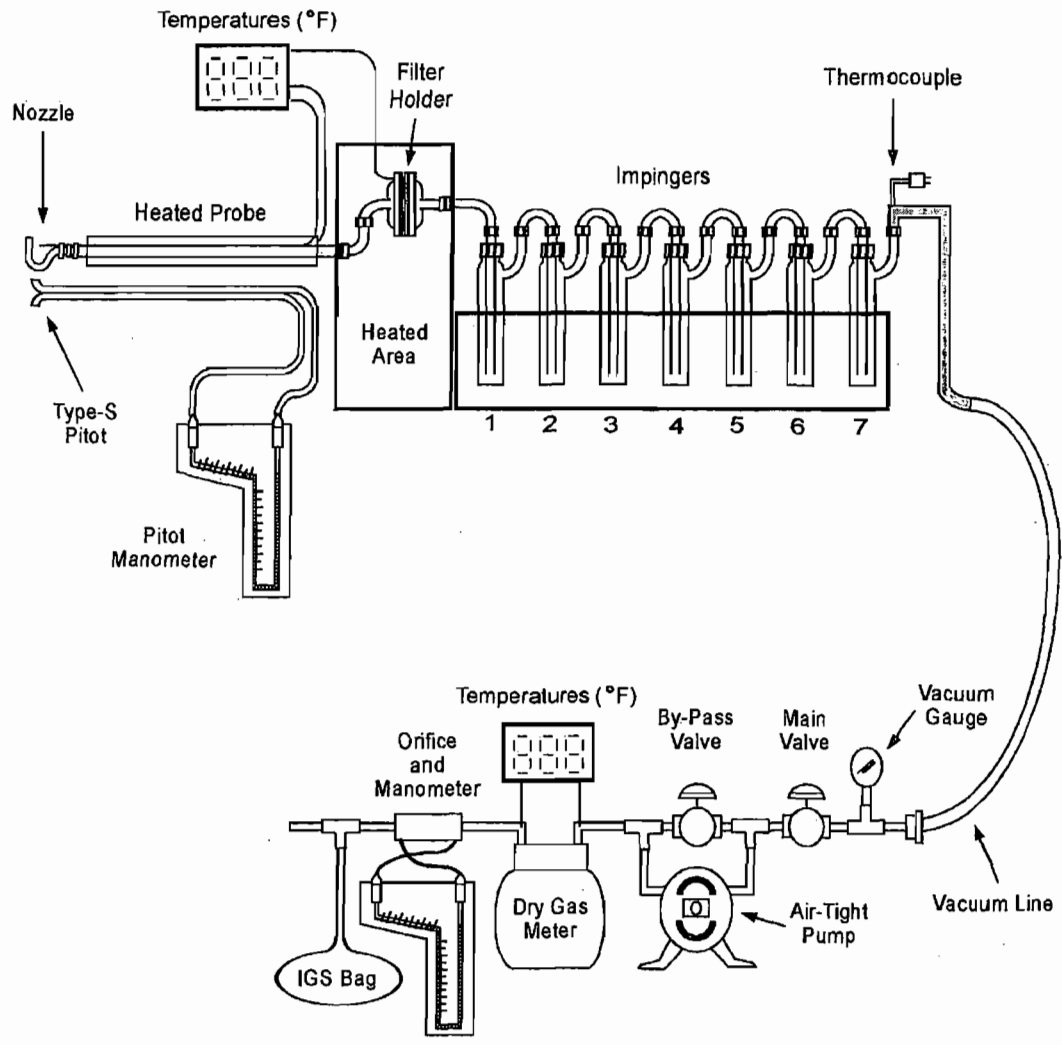 Temperatures (°F)
Nozzle
Filter
Holder
Thermocouple
Heated Probe
Impingers
Heated
Area
Type-S
Pitot
1 2 3 4 5 6 7
Pitot
Manometer
Temperatures (°F)
Orifice
and
Manometer
By-Pass
Valve
Main
Valve
Vacuum
Gauge
Dry Gas
Meter
Air-Tight
Pump
Vacuum Line
IGS Bag